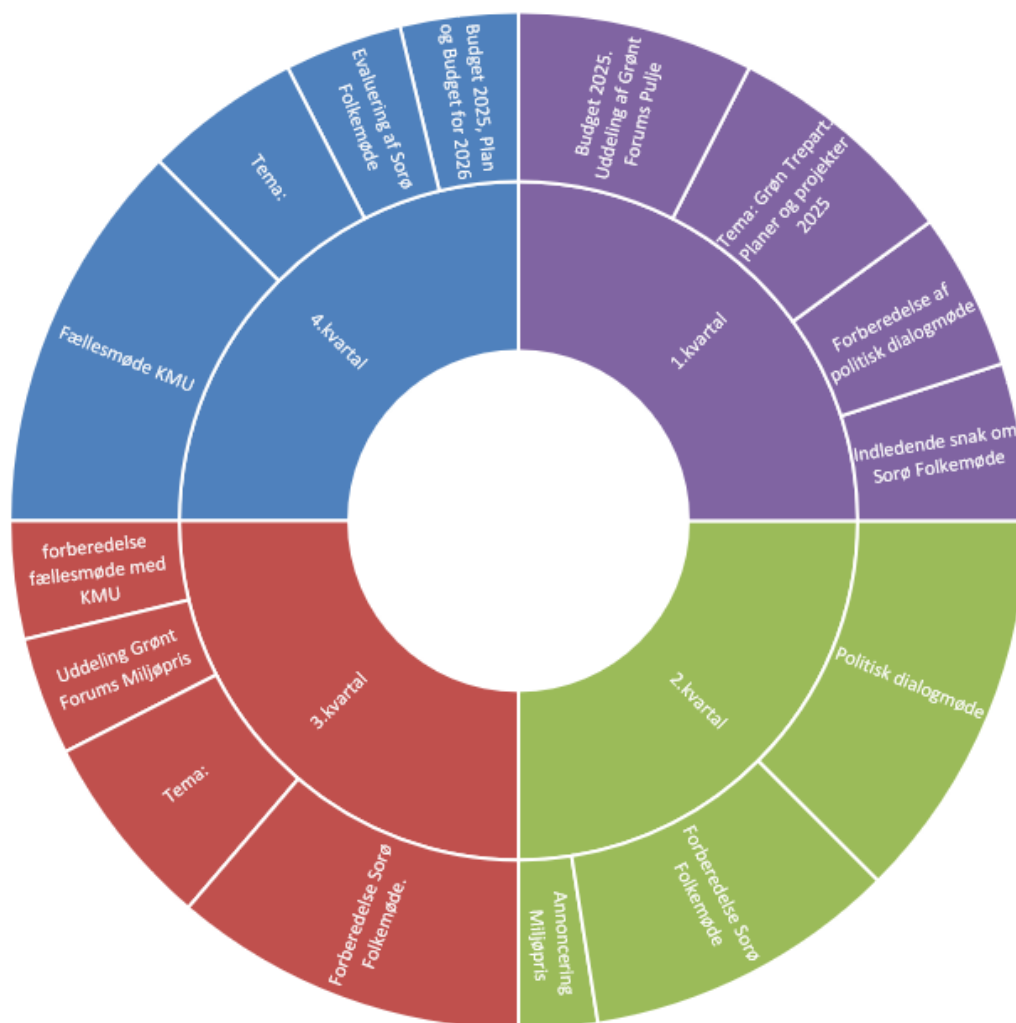 1.kvartal
Budget 2025.
Uddeling af Grønt
Forums Pulje
Tema: Grøn Trepart.
Planer og projekter
2025
Forberedelse af
politisk dialogmøde
Indledende snak om
Sorø Folkemøde
2.kvartal
Politisk dialogmøde
Forberedelse Sorø
Folkemøde
Annoncering
Miljøpris
3.kvartal
Forberedelse Sorø
Folkemøde.
Tema:
Uddeling Grønt
Forums Miljøpris
forberedelse
fællesmøde med
KMU
4.kvartal
Fællesmøde KMU
Tema:
Evaluering af Sorø
Folkemøde
Budget 2025, Plan
og Budget for 2026